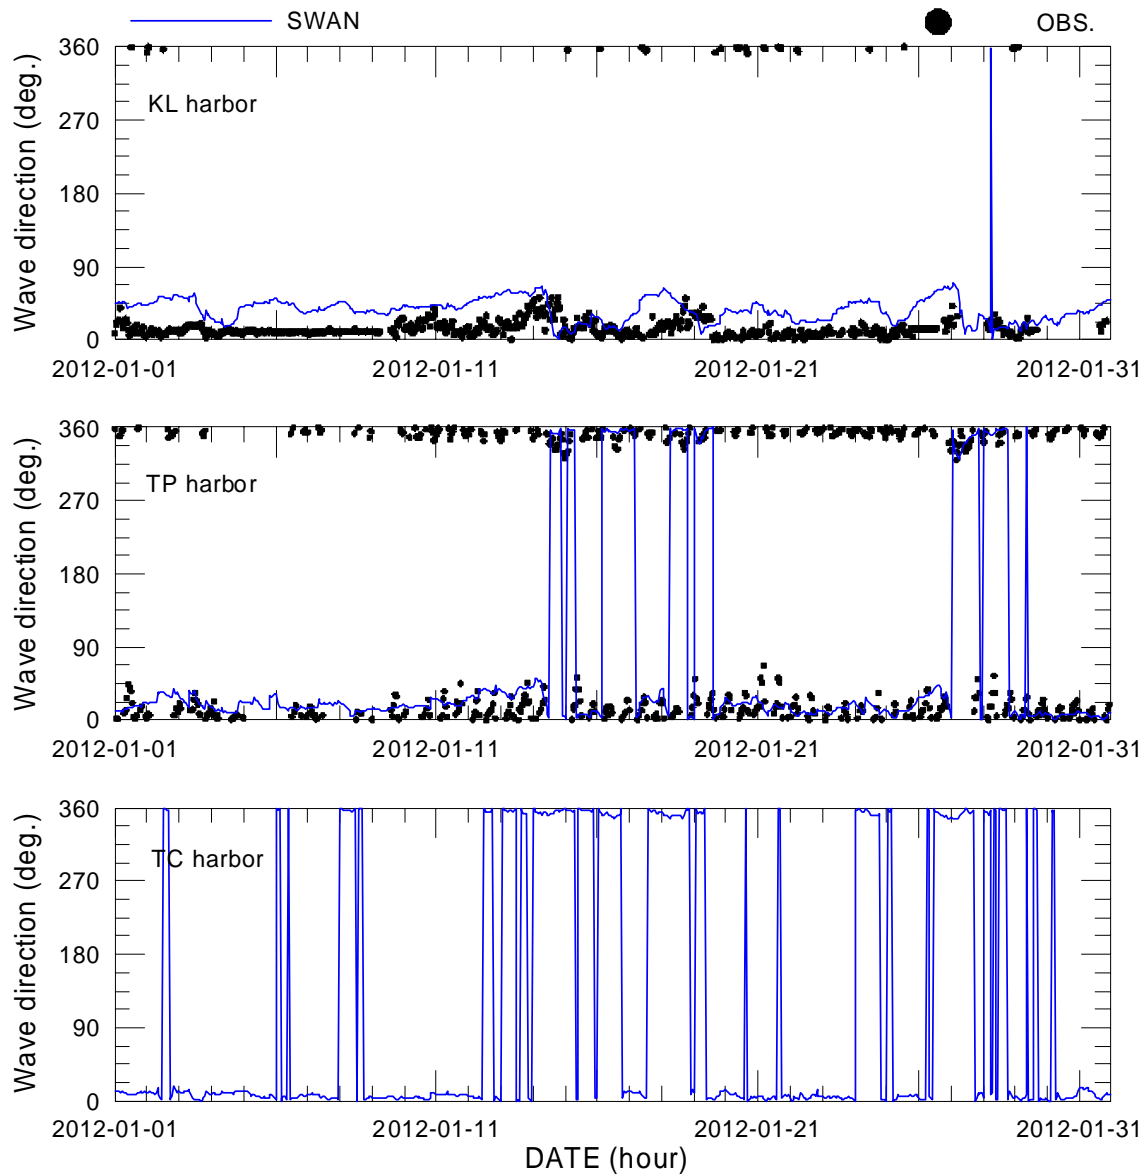 SWAN OBS.
360
270
180
90
0
Wave direction (deg.)
KL harbor
2012-01-01 2012-01-11 2012-01-21 2012-01-31
360
270
180
90
0
Wave direction (deg.)
TP harbor
2012-01-01 2012-01-11 2012-01-21 2012-01-31
360
270
180
90
0
Wave direction (deg.)
TC harbor
2012-01-01 2012-01-11 2012-01-21 2012-01-31
DATE (hour)